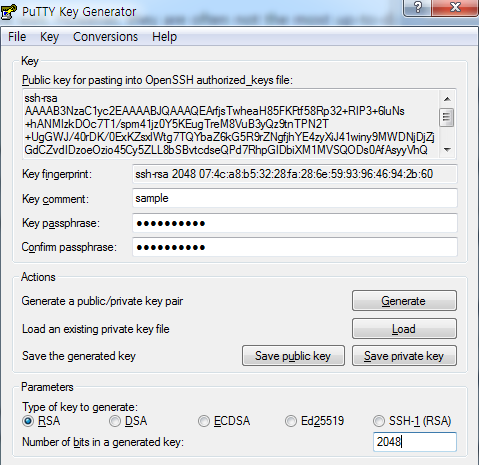 PuTTY Key Generator
File Key Conversions Help
Key
Public key for pasting into OpenSSH authorized_keys file:
ssh-rsa
AAAAB3NzaC1yc2EAAAABJQAAAQEArfjsTwheaH85FKRtf58Rp32+RIP3+6luNs
+hANMlzkDOc7T1/spm41jz0Y5KEugTreM8VuB3yQz9tnTPN2T
+UgGWJ/40rDK/0ExKZsxlWtg7TQYbaZ6kG5R9rZNgfjhYE4zyXiJ41winy9MWDNjDjZj
GdCZvdIDzoeOzio45Cy5ZLL8bSBvtcdseQPd7RhpGIDbiXM1MVSQODs0AfAsyyVhQ
Key fingerprint: ssh-rsa 2048 07:4c:a8:b5:32:28:fa:28:6e:59:93:96:46:94:2b:60
Key comment: sample
Key passphrase: ●●●●●●●●●●
Confirm passphrase: ●●●●●●●●●●
Actions
Generate a public/private key pair Generate
Load an existing private key file Load
Save the generated key Save public key Save private key
Parameters
Type of key to generate:
RSA DSA ECDSA Ed25519 SSH-1 (RSA)
Number of bits in a generated key: 2048